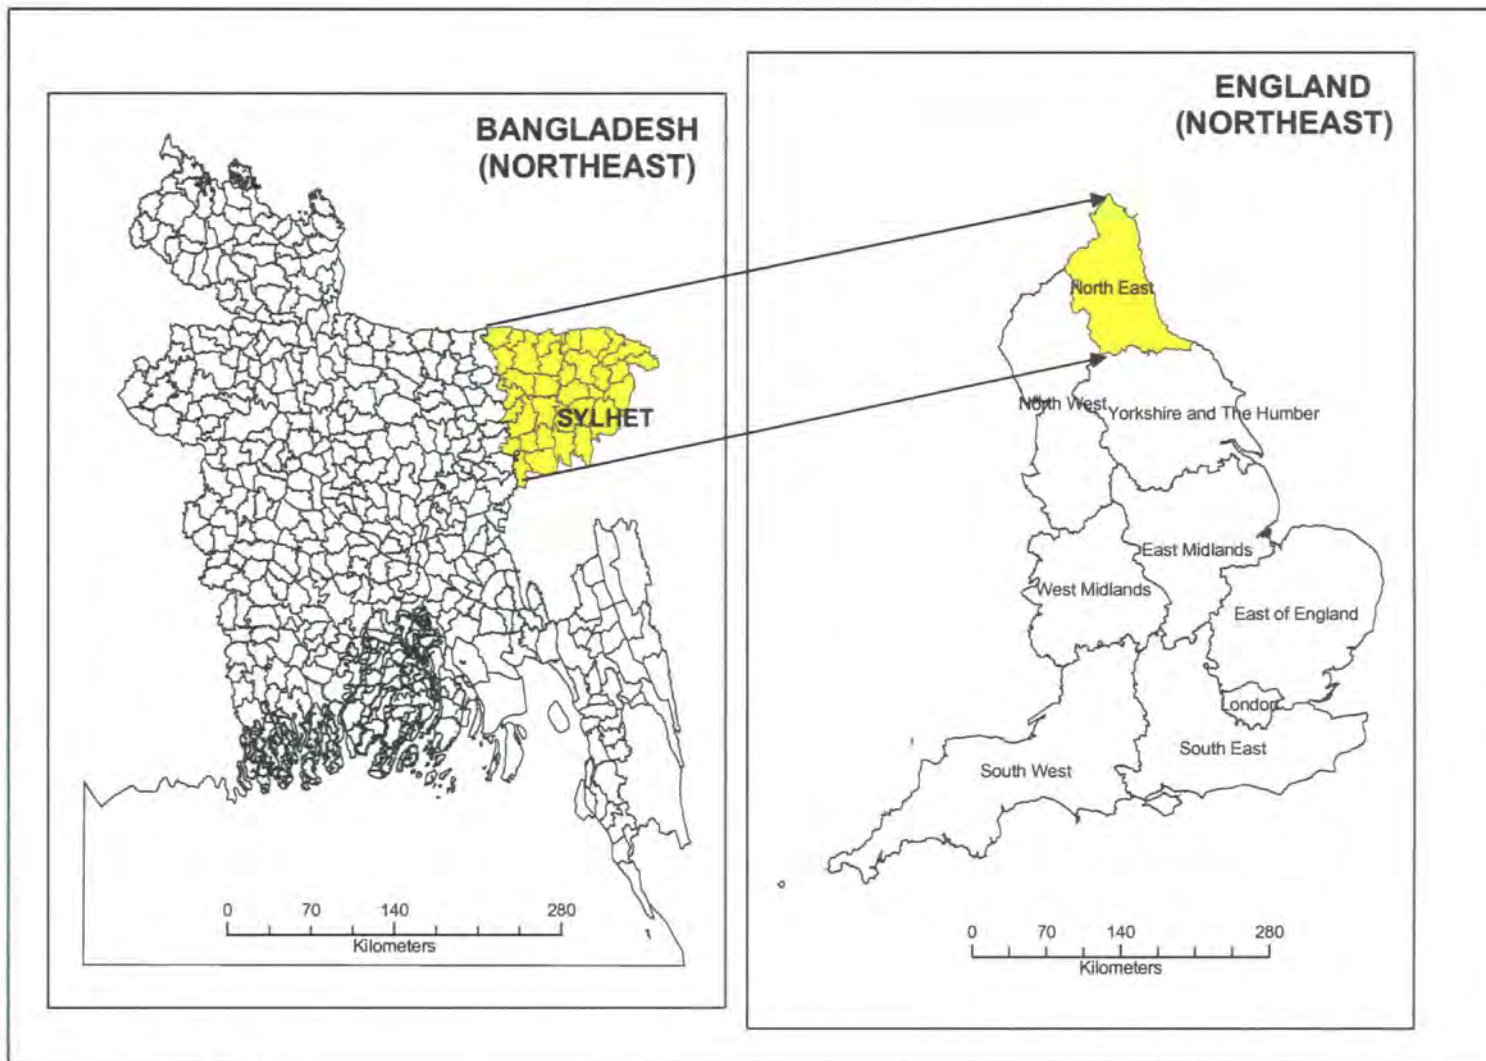 BANGLADESH
(NORTHEAST)
SYLHET
0 70 140 280
Kilometers
ENGLAND
(NORTHEAST)
North East
North West
Yorkshire and The Humber
East Midlands
West Midlands
East of England
London
South East
South West
0 70 140 280
Kilometers